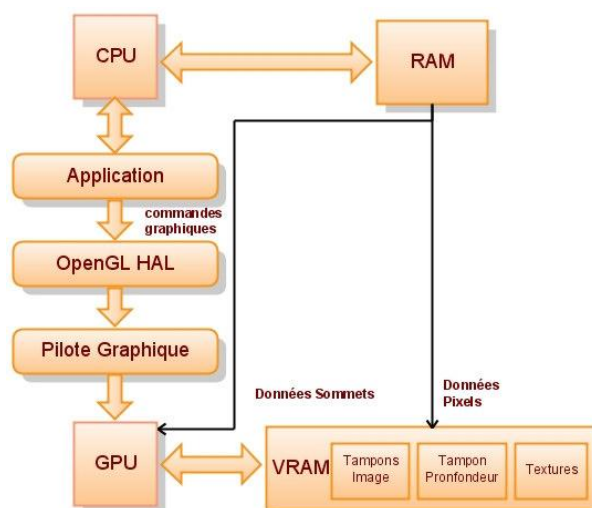 CPU
RAM
Application
commandes
graphiques
OpenGL HAL
Pilote Graphique
Données Sommets
Données
Pixels
GPU
VRAM
Tampons
Image
Tampon
Pronfondeur
Textures